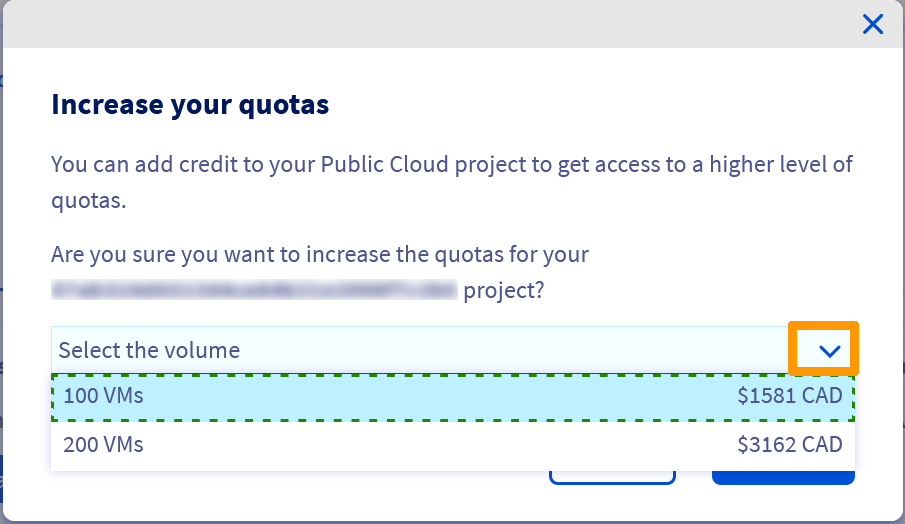 Increase your quotas
You can add credit to your Public Cloud project to get access to a higher level of
quotas.
Are you sure you want to increase the quotas for your
project?
Select the volume
100 VMs $1581 CAD
200 VMs $3162 CAD